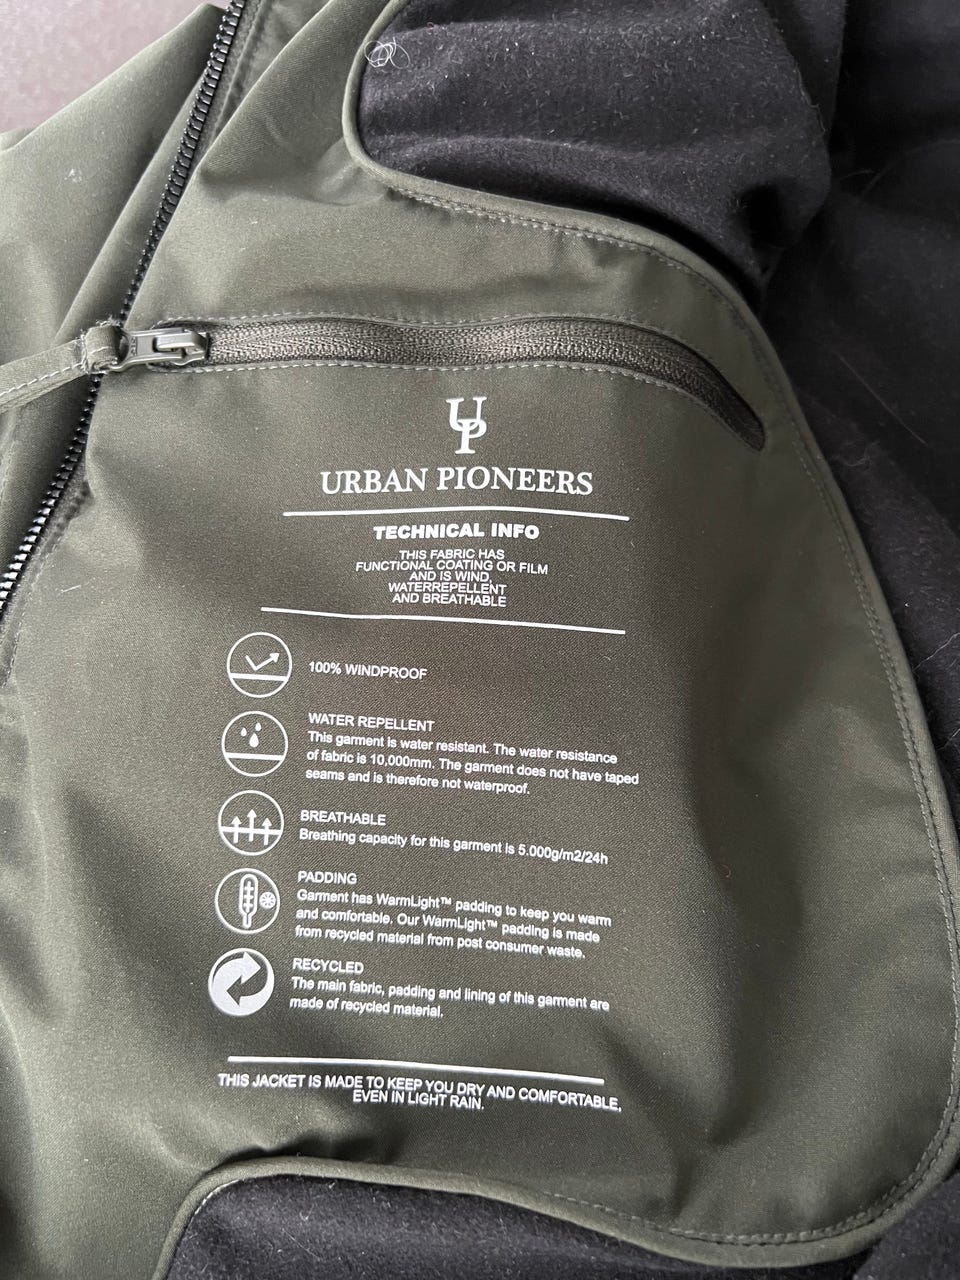 UP
URBAN PIONEERS
TECHNICAL INFO
THIS FABRIC HAS
FUNCTIONAL COATING OR FILM
AND IS WIND,
WATERREPELLENT
AND BREATHABLE
100% WINDPROOF
WATER REPELLENT
This garment is water resistant. The water resistance
of fabric is 10,000mm. The garment does not have taped
seams and is therefore not waterproof.
BREATHABLE
Breathing capacity for this garment is 5.000g/m2/24h
PADDING
Garment has WarmLight™ padding to keep you warm
and comfortable. Our WarmLight™ padding is made
from recycled material from post consumer waste.
RECYCLED
The main fabric, padding and lining of this garment are
made of recycled material.
THIS JACKET IS MADE TO KEEP YOU DRY AND COMFORTABLE,
EVEN IN LIGHT RAIN.